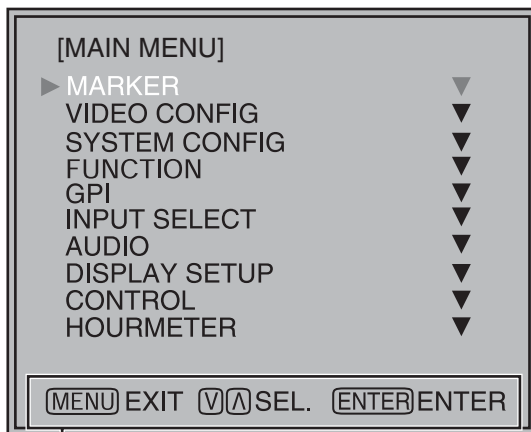 [MAIN MENU]
MARKER
VIDEO CONFIG
SYSTEM CONFIG
FUNCTION
GPI
INPUT SELECT
AUDIO
DISPLAY SETUP
CONTROL
HOURMETER
MENU EXIT V Λ SEL. ENTER ENTER